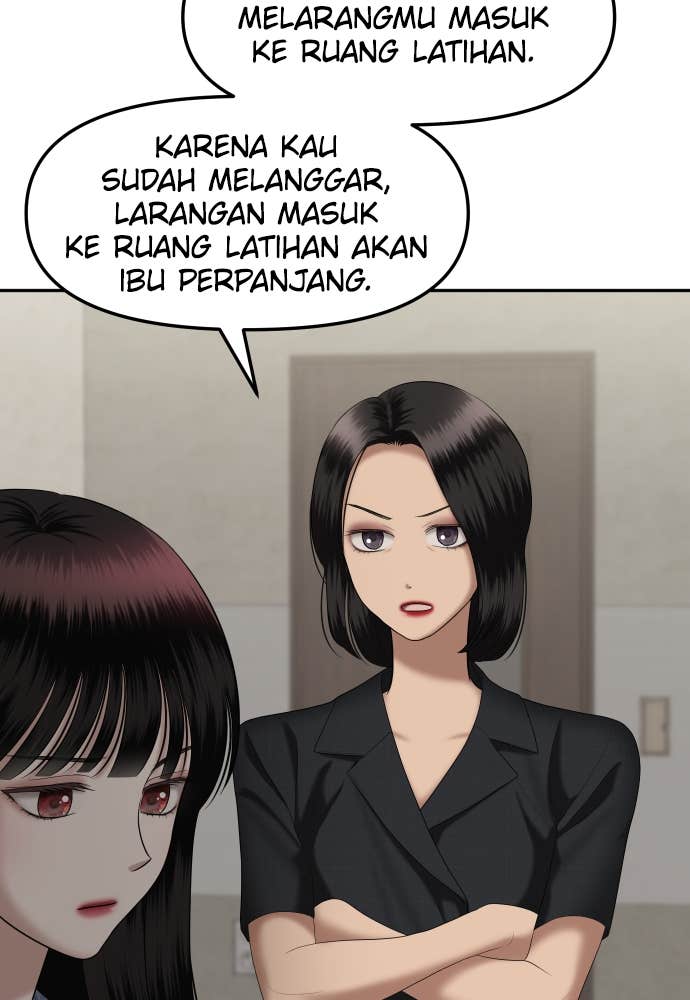 MELARANGMU MASUK
KE RUANG LATIHAN.
KARENA KAU
SUDAH MELANGGAR,
LARANGAN MASUK
KE RUANG LATIHAN AKAN
IBU PERPANJANG.